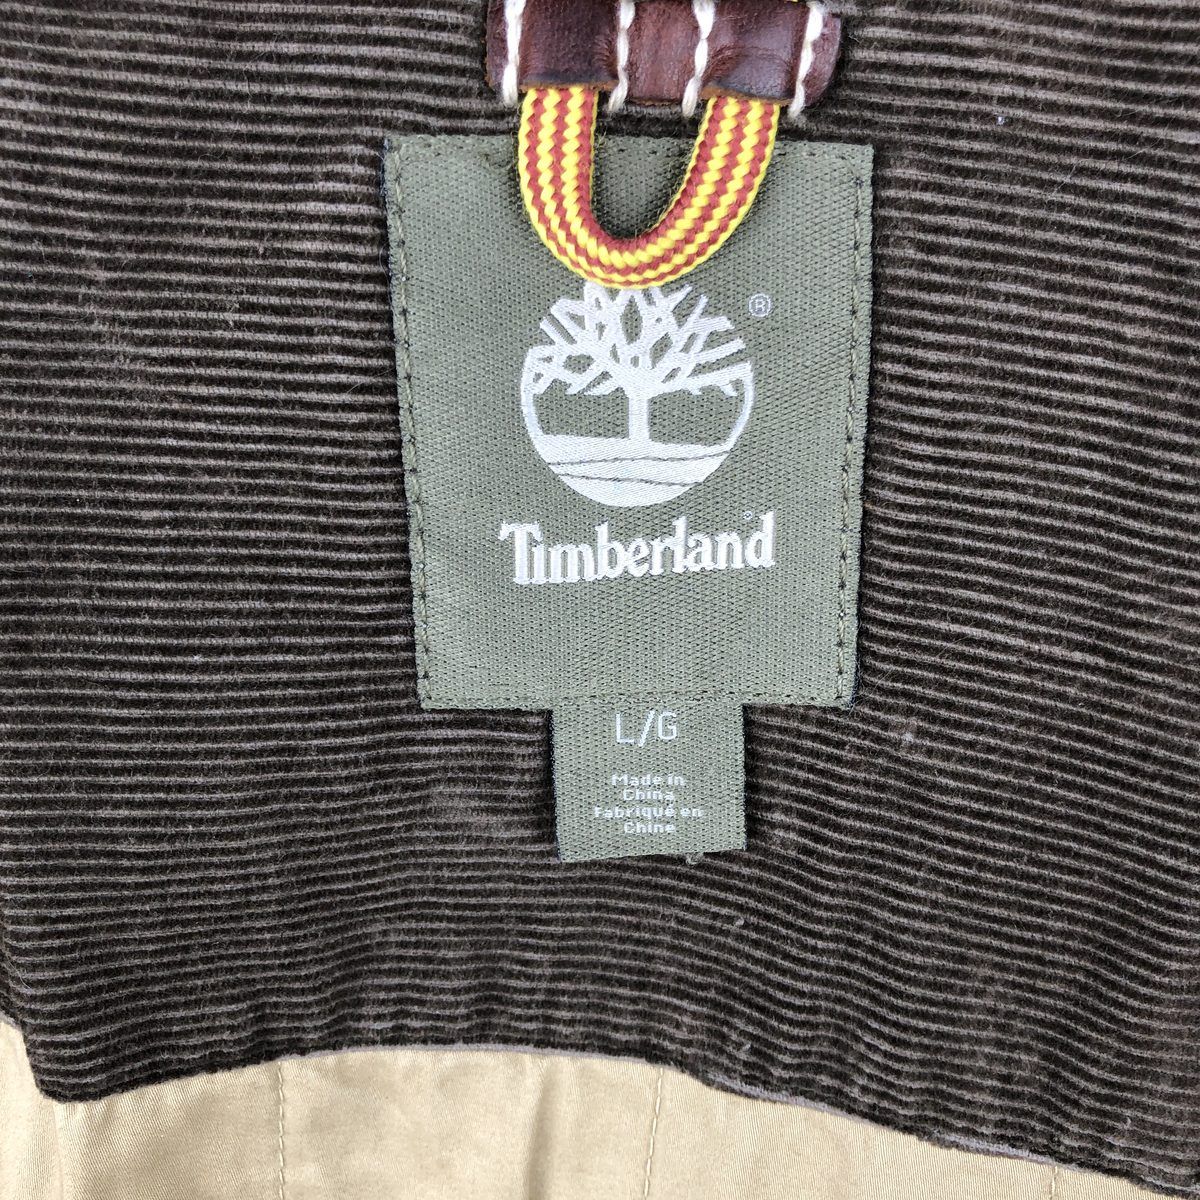 ®
Timberland
L/G
Made in
China
Fabriqué en
Chine